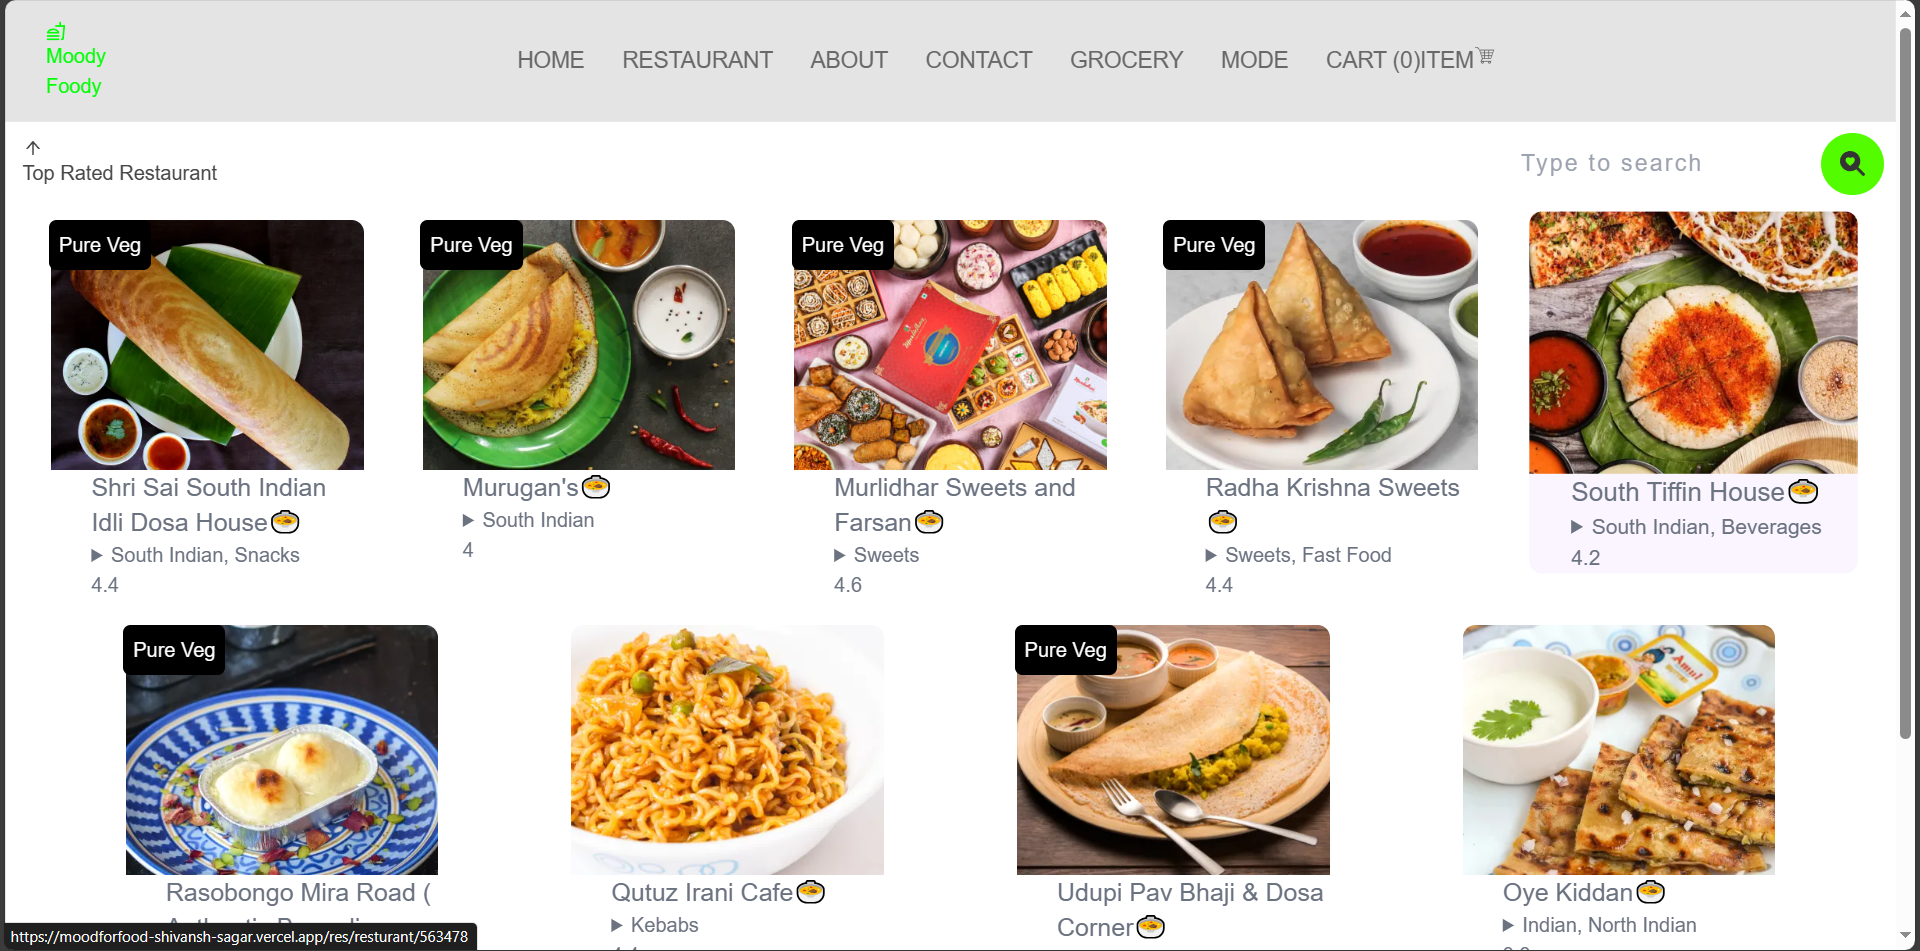 Moody
Foody
HOME
RESTAURANT
ABOUT
CONTACT
GROCERY
MODE
CART (0)ITEM
Top Rated Restaurant
Type to search
Pure Veg
Pure Veg
Pure Veg
Pure Veg
Shri Sai South Indian
Idli Dosa House
South Indian, Snacks
4.4
Murugan's
South Indian
4
Murlidhar Sweets and
Farsan
Sweets
4.6
Radha Krishna Sweets
Sweets, Fast Food
4.4
South Tiffin House
South Indian, Beverages
4.2
Pure Veg
Pure Veg
Amul
Rasobongo Mira Road (
Qutuz Irani Cafe
Kebabs
Udupi Pav Bhaji & Dosa
Corner
Oye Kiddan
Indian, North Indian
https://moodforfood-shivansh-sagar.vercel.app/res/resturant/563478